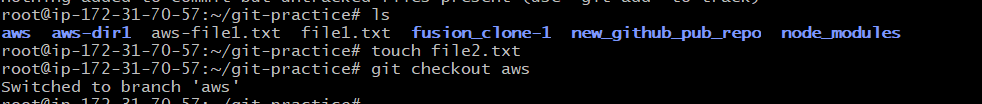 nothing added to commit but untracked files present (use "git add" to track)
root@ip-172-31-70-57:~/git-practice# ls
aws  aws-dir1  aws-file1.txt  file1.txt  fusion_clone-1  new_github_pub_repo  node_modules
root@ip-172-31-70-57:~/git-practice# touch file2.txt
root@ip-172-31-70-57:~/git-practice# git checkout aws
Switched to branch 'aws'
root@ip-172-31-70-57:~/git-practice#